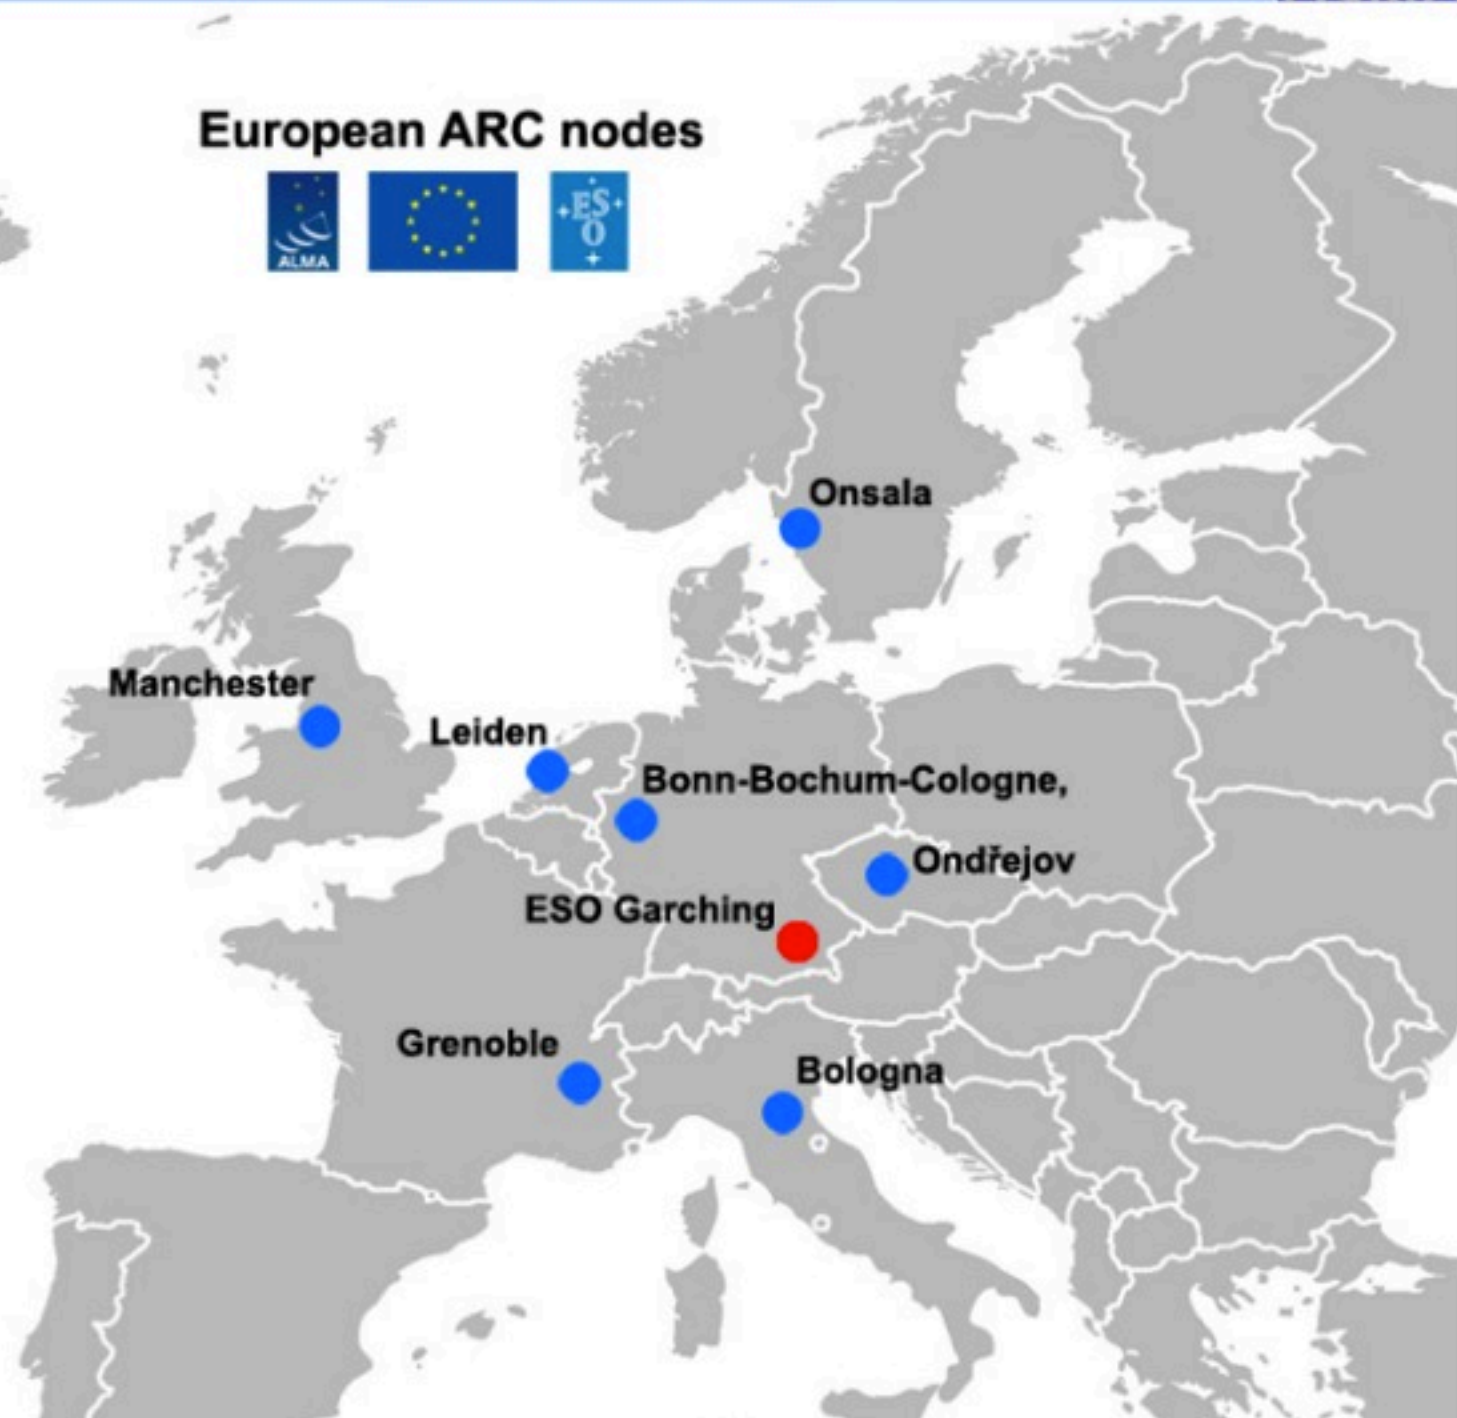 European ARC nodes
ALMA
ES
O
Onsala
Manchester
Leiden
Bonn-Bochum-Cologne,
Ondřejov
ESO Garching
Grenoble
Bologna